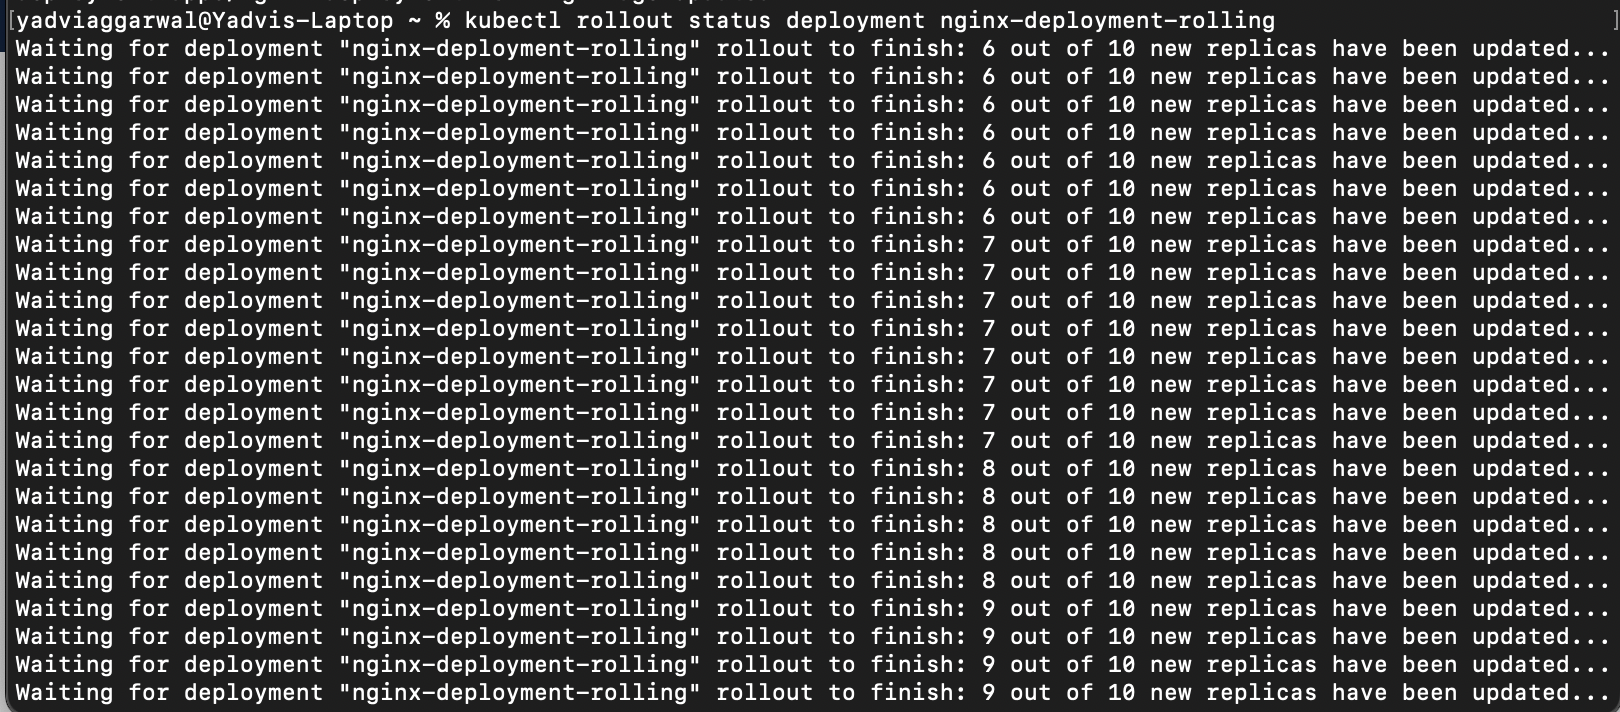 [yadviaggarwal@Yadvis-Laptop ~ % kubectl rollout status deployment nginx-deployment-rolling ]
Waiting for deployment "nginx-deployment-rolling" rollout to finish: 6 out of 10 new replicas have been updated...
Waiting for deployment "nginx-deployment-rolling" rollout to finish: 6 out of 10 new replicas have been updated...
Waiting for deployment "nginx-deployment-rolling" rollout to finish: 6 out of 10 new replicas have been updated...
Waiting for deployment "nginx-deployment-rolling" rollout to finish: 6 out of 10 new replicas have been updated...
Waiting for deployment "nginx-deployment-rolling" rollout to finish: 6 out of 10 new replicas have been updated...
Waiting for deployment "nginx-deployment-rolling" rollout to finish: 6 out of 10 new replicas have been updated...
Waiting for deployment "nginx-deployment-rolling" rollout to finish: 6 out of 10 new replicas have been updated...
Waiting for deployment "nginx-deployment-rolling" rollout to finish: 7 out of 10 new replicas have been updated...
Waiting for deployment "nginx-deployment-rolling" rollout to finish: 7 out of 10 new replicas have been updated...
Waiting for deployment "nginx-deployment-rolling" rollout to finish: 7 out of 10 new replicas have been updated...
Waiting for deployment "nginx-deployment-rolling" rollout to finish: 7 out of 10 new replicas have been updated...
Waiting for deployment "nginx-deployment-rolling" rollout to finish: 7 out of 10 new replicas have been updated...
Waiting for deployment "nginx-deployment-rolling" rollout to finish: 7 out of 10 new replicas have been updated...
Waiting for deployment "nginx-deployment-rolling" rollout to finish: 7 out of 10 new replicas have been updated...
Waiting for deployment "nginx-deployment-rolling" rollout to finish: 7 out of 10 new replicas have been updated...
Waiting for deployment "nginx-deployment-rolling" rollout to finish: 8 out of 10 new replicas have been updated...
Waiting for deployment "nginx-deployment-rolling" rollout to finish: 8 out of 10 new replicas have been updated...
Waiting for deployment "nginx-deployment-rolling" rollout to finish: 8 out of 10 new replicas have been updated...
Waiting for deployment "nginx-deployment-rolling" rollout to finish: 8 out of 10 new replicas have been updated...
Waiting for deployment "nginx-deployment-rolling" rollout to finish: 8 out of 10 new replicas have been updated...
Waiting for deployment "nginx-deployment-rolling" rollout to finish: 9 out of 10 new replicas have been updated...
Waiting for deployment "nginx-deployment-rolling" rollout to finish: 9 out of 10 new replicas have been updated...
Waiting for deployment "nginx-deployment-rolling" rollout to finish: 9 out of 10 new replicas have been updated...
Waiting for deployment "nginx-deployment-rolling" rollout to finish: 9 out of 10 new replicas have been updated...